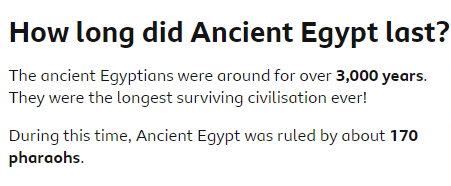 How long did Ancient Egypt last?
The ancient Egyptians were around for over 3,000 years.
They were the longest surviving civilisation ever!
During this time, Ancient Egypt was ruled by about 170
pharaohs.